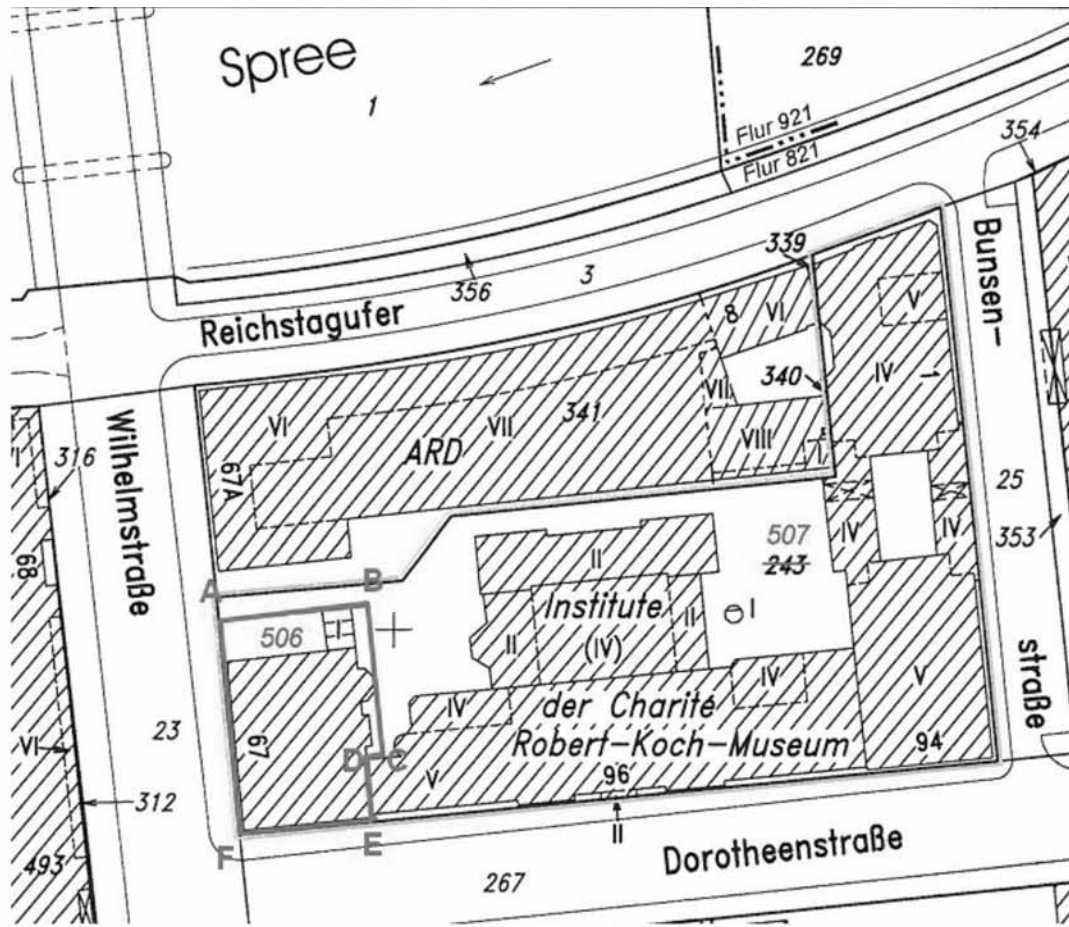 Spree
1
269
Flur 921
Flur 821
354
339
3
356
Reichstagufer
Bunsen-
straße
8
VI
V
IV
1
340
VII
341
VII
VI
ARD
VIII
I
67A
316
Wilhelmstraße
68
25
353
IV
IV
507
243
A
B
II
Institute
(IV)
II
II
I
506
I
IV
IV
der Charité
Robert-Koch-Museum
V
94
23
67
D
C
V
96
VI
312
II
F
E
Dorotheenstraße
493
267